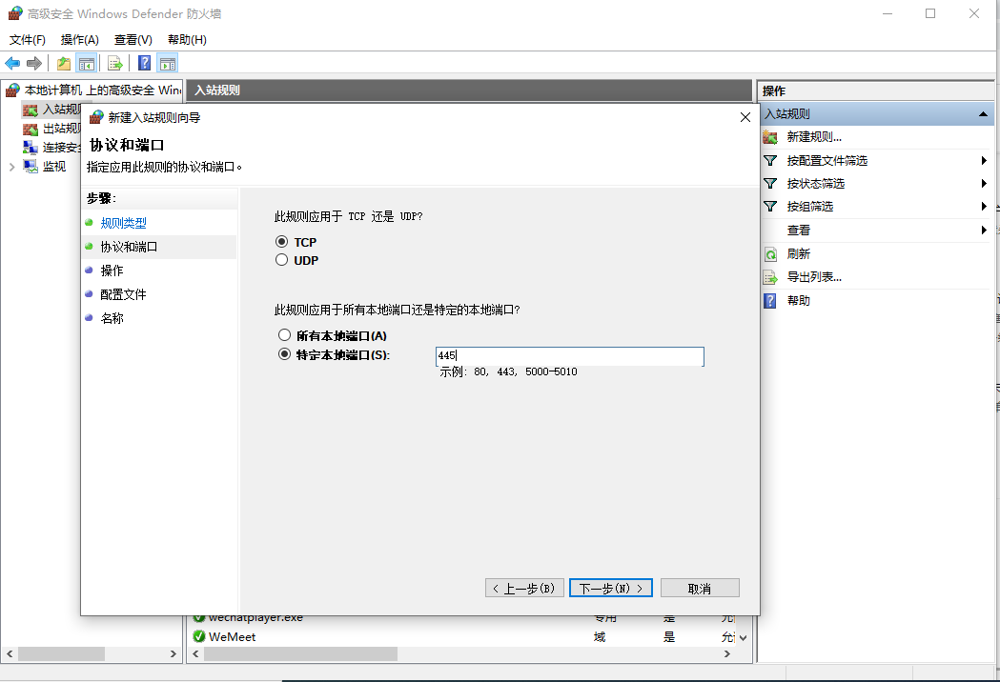 高级安全 Windows Defender 防火墙
文件(F) 操作(A) 查看(V) 帮助(H)
本地计算机 上的高级安全 Win
入站规则
出站规
连接安
监视
入站规则
新建入站规则向导
协议和端口
指定应用此规则的协议和端口。
步骤:
规则类型
协议和端口
操作
配置文件
名称
此规则应用于 TCP 还是 UDP?
TCP
UDP
此规则应用于所有本地端口还是特定的本地端口?
所有本地端口(A)
特定本地端口(S):
445
示例: 80, 443, 5000-5010
< 上一步(B)
下一步(N) >
取消
wechatplayer.exe 专用 是
WeMeet 域 是 允
操作
入站规则
新建规则...
按配置文件筛选
按状态筛选
按组筛选
查看
刷新
导出列表...
帮助